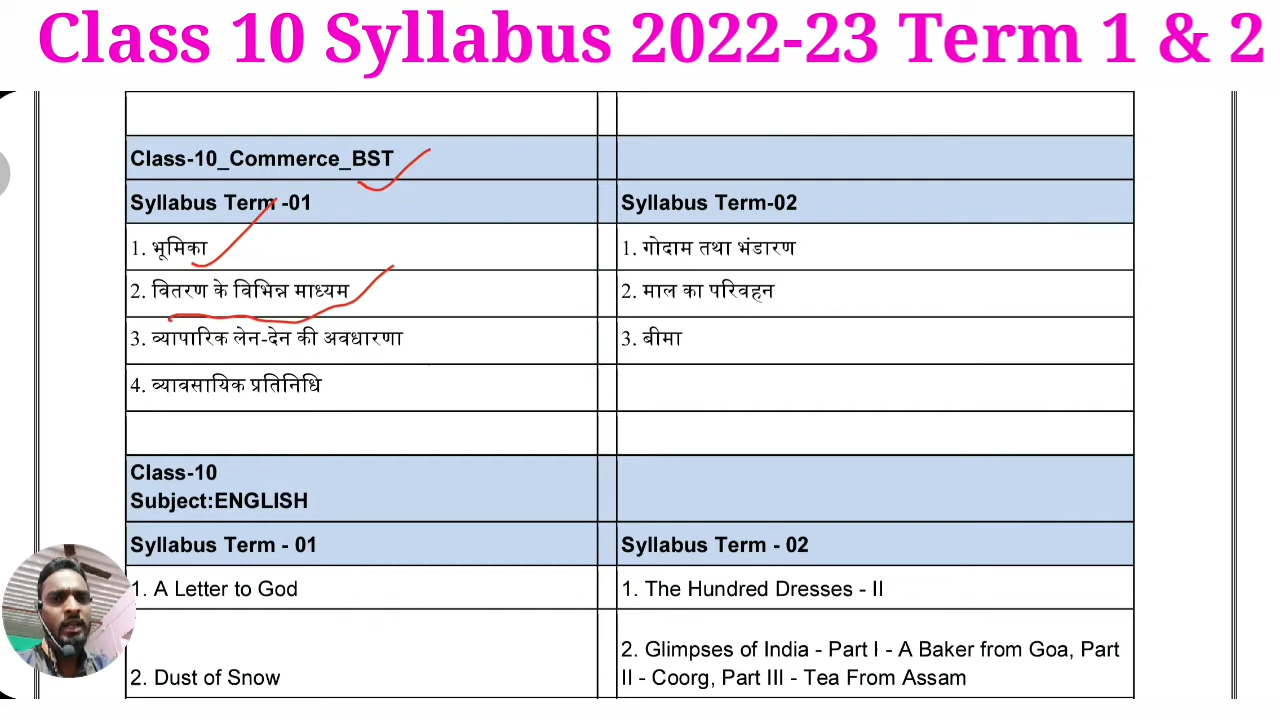 Class 10 Syllabus 2022-23 Term 1 & 2
Class-10_Commerce_BST
Syllabus Term -01
Syllabus Term-02
1. भूमिका
1. गोदाम तथा भंडारण
2. वितरण के विभिन्न माध्यम
2. माल का परिवहन
3. व्यापारिक लेन-देन की अवधारणा
3. बीमा
4. व्यावसायिक प्रतिनिधि
Class-10
Subject:ENGLISH
Syllabus Term - 01
Syllabus Term - 02
1. A Letter to God
1. The Hundred Dresses - II
2. Dust of Snow
2. Glimpses of India - Part I - A Baker from Goa, Part
II - Coorg, Part III - Tea From Assam